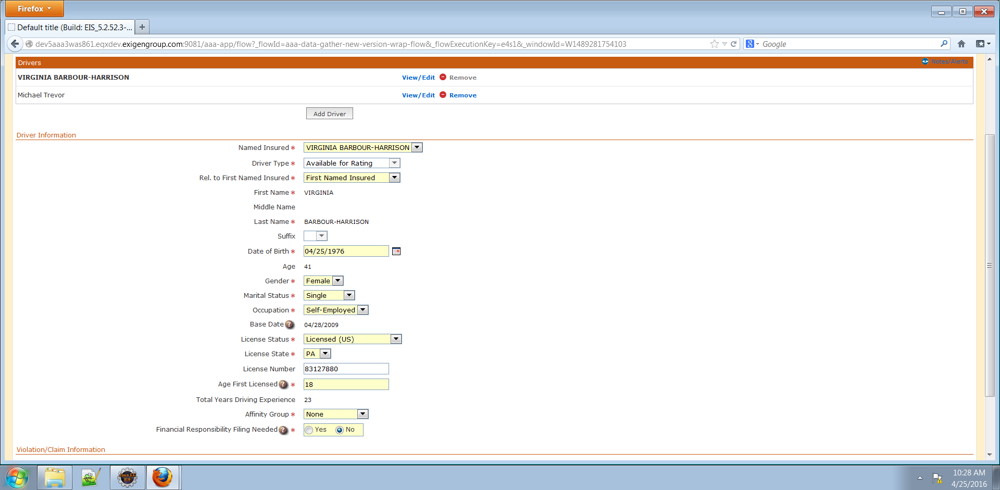 Firefox
Default title (Build: EIS_5.2.52.3-...
dev5aaa3was861.eqxdev.exigengroup.com:9081/aaa-app/flow?_flowId=aaa-data-gather-new-version-wrap-flow&_flowExecutionKey=e4s1&_windowId=W1489281754103
Google
Drivers
Notes/Alerts
VIRGINIA BARBOUR-HARRISON View/Edit Remove
Michael Trevor View/Edit Remove
Add Driver
Driver Information
Named Insured * VIRGINIA BARBOUR-HARRISON
Driver Type * Available for Rating
Rel. to First Named Insured * First Named Insured
First Name * VIRGINIA
Middle Name
Last Name * BARBOUR-HARRISON
Suffix
Date of Birth * 04/25/1976
Age 41
Gender * Female
Marital Status * Single
Occupation * Self-Employed
Base Date ? 04/28/2009
License Status * Licensed (US)
License State * PA
License Number 83127880
Age First Licensed ? * 18
Total Years Driving Experience 23
Affinity Group * None
Financial Responsibility Filing Needed ? * Yes No
Violation/Claim Information
Java EE
IDE
10:28 AM
4/25/2016